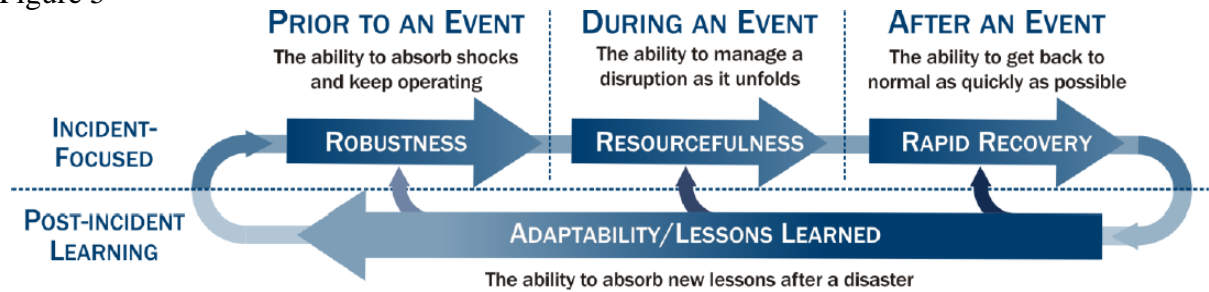 Figure 3
PRIOR TO AN EVENT
The ability to absorb shocks
and keep operating
DURING AN EVENT
The ability to manage a
disruption as it unfolds
AFTER AN EVENT
The ability to get back to
normal as quickly as possible
INCIDENT-
FOCUSED
ROBUSTNESS
RESOURCEFULNESS
RAPID RECOVERY
POST-INCIDENT
LEARNING
ADAPTABILITY/LESSONS LEARNED
The ability to absorb new lessons after a disaster